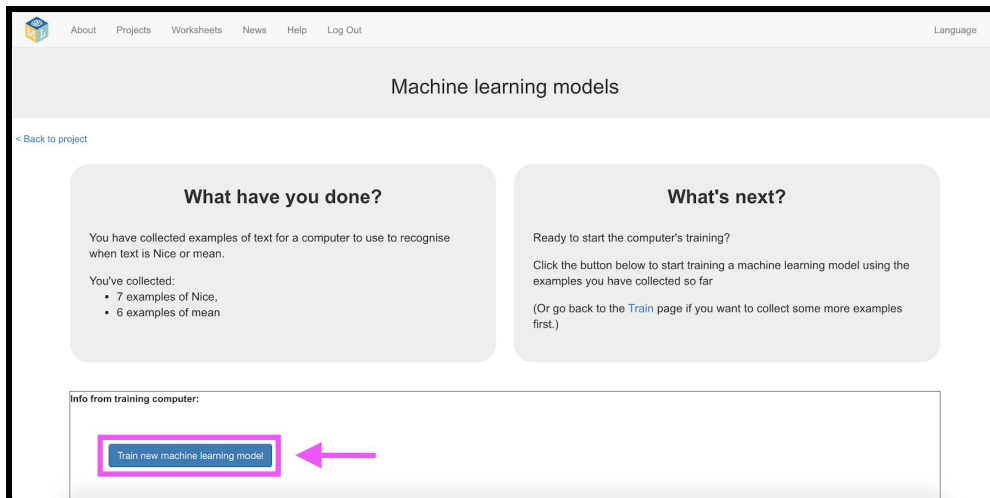 About Projects Worksheets News Help Log Out Language
Machine learning models
< Back to project
What have you done?
You have collected examples of text for a computer to use to recognise
when text is Nice or mean.
You've collected:
• 7 examples of Nice,
• 6 examples of mean
What's next?
Ready to start the computer's training?
Click the button below to start training a machine learning model using the
examples you have collected so far
(Or go back to the Train page if you want to collect some more examples
first.)
Info from training computer:
Train new machine learning model